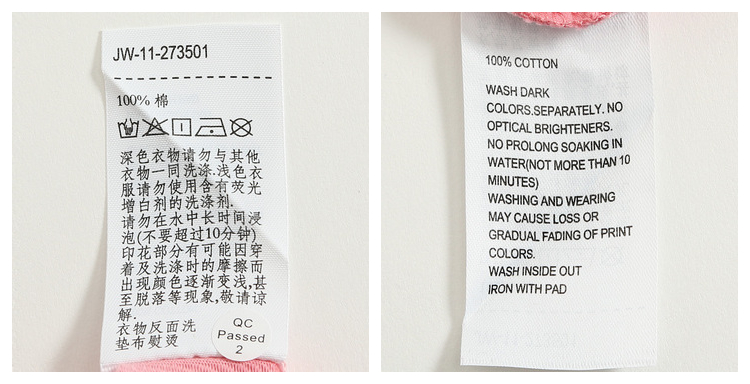 JW-11-273501
100% 棉
深色衣物请勿与其他
衣物一同洗涤.浅色衣
服请勿使用含有荧光
增白剂的洗涤剂.
请勿在水中长时间浸
泡(不要超过10分钟)
印花部分有可能因穿
着及洗涤时的摩擦而
出现颜色逐渐变浅,甚
至脱落等现象,敬请谅
解.
衣物反面洗
垫布熨烫
QC
Passed
2
100% COTTON
WASH DARK
COLORS.SEPARATELY. NO
OPTICAL BRIGHTENERS.
NO PROLONG SOAKING IN
WATER(NOT MORE THAN 10
MINUTES)
WASHING AND WEARING
MAY CAUSE LOSS OR
GRADUAL FADING OF PRINT
COLORS.
WASH INSIDE OUT
IRON WITH PAD